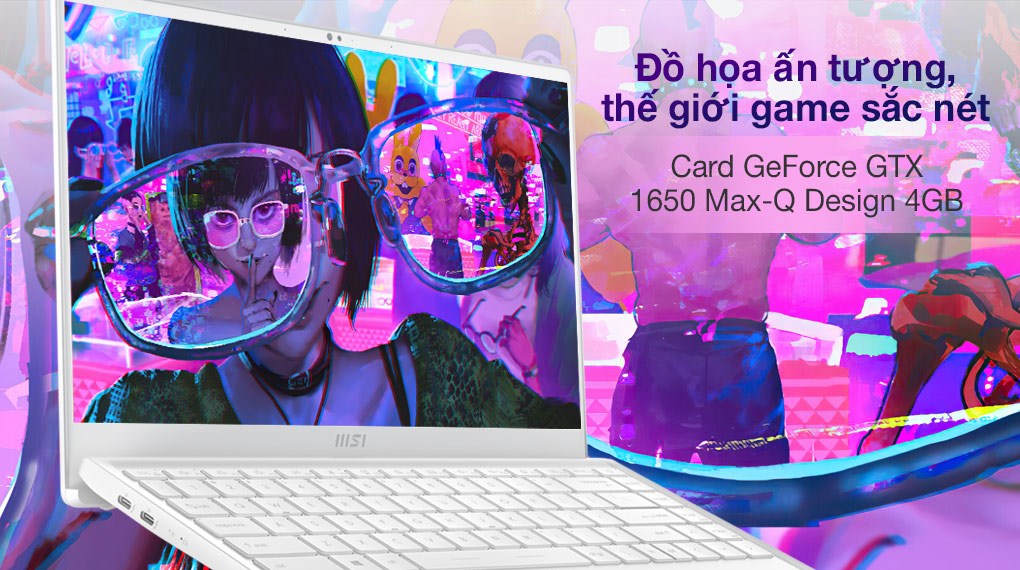 Đồ họa ấn tượng,
thế giới game sắc nét
Card GeForce GTX
1650 Max-Q Design 4GB
msi